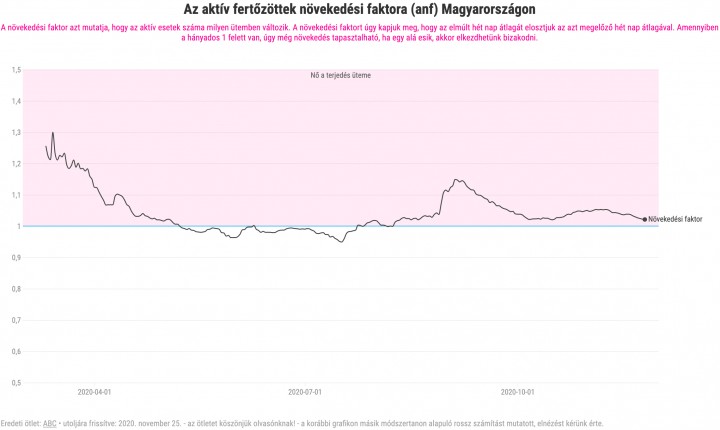 Az aktív fertőzöttek növekedési faktora (anf) Magyarországon
A növekedési faktor azt mutatja, hogy az aktív esetek száma milyen ütemben változik. A növekedési faktort úgy kapjuk meg, hogy az elmúlt hét nap átlagát elosztjuk az azt megelőző hét nap átlagával. Amennyiben
a hányados 1 felett van, úgy még növekedés tapasztalható, ha egy alá esik, akkor elkezdhetünk bizakodni.
1,5
Nő a terjedés üteme
1,4
1,3
1,2
1,1
Növekedési faktor
1
0,9
0,8
0,7
0,6
0,5
2020-04-01
2020-07-01
2020-10-01
Eredeti ötlet: ABC • utoljára frissítve: 2020. november 25. - az ötletet köszönjük olvasónknak! - a korábbi grafikon másik módszertanon alapuló rossz számítást mutatott, elnézést kérünk érte.